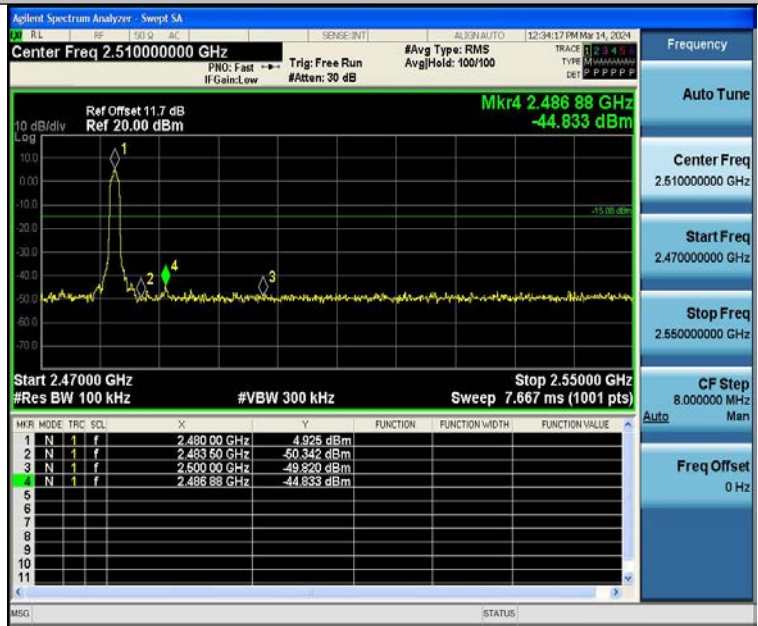 Agilent Spectrum Analyzer - Swept SA
RL RF 50 Ω AC SENSE:INT ALIGNAUTO 12:34:17 PM Mar 14, 2024
Center Freq 2.510000000 GHz
PNO: Fast
IFGain:Low
Trig: Free Run
#Atten: 30 dB
#Avg Type: RMS
Avg|Hold: 100/100
TRACE 1 2 3 4 5 6
TYPE M
DET P P P P P
Ref Offset 11.7 dB
Ref 20.00 dBm
10 dB/div
Log
Mkr4 2.486 88 GHz
-44.833 dBm
10.0
0.00
-10.0
-20.0
-30.0
-40.0
-50.0
-60.0
-70.0
1
2
4
3
-15.08 dBm
Start 2.47000 GHz
Stop 2.55000 GHz
#Res BW 100 kHz
#VBW 300 kHz
Sweep 7.667 ms (1001 pts)
MKR MODE TRC SCL X Y FUNCTION FUNCTION WIDTH FUNCTION VALUE
1 N 1 f 2.480 00 GHz 4.925 dBm
2 N 1 f 2.483 50 GHz -50.342 dBm
3 N 1 f 2.500 00 GHz -49.820 dBm
4 N 1 f 2.486 88 GHz -44.833 dBm
5
6
7
8
9
10
11
MSG
STATUS
Frequency
Auto Tune
Center Freq
2.510000000 GHz
Start Freq
2.470000000 GHz
Stop Freq
2.550000000 GHz
CF Step
8.000000 MHz
Auto Man
Freq Offset
0 Hz